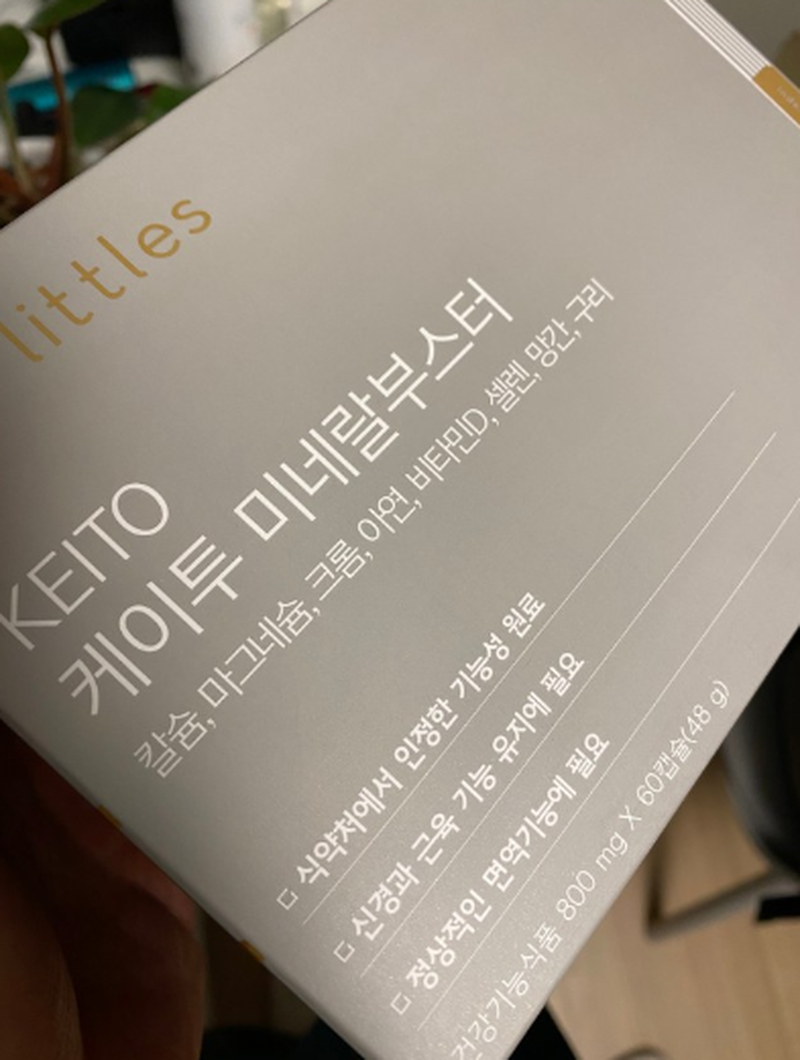 littles
KEITO
케이투 미네랄부스터
칼슘, 마그네슘, 크롬, 아연, 비타민D, 셀렌, 망간, 구리
식약처에서 인정한 기능성 원료
신경과 근육 기능 유지에 필요
정상적인 면역기능에 필요
건강기능식품 800 mg X 60캡슐(48 g)